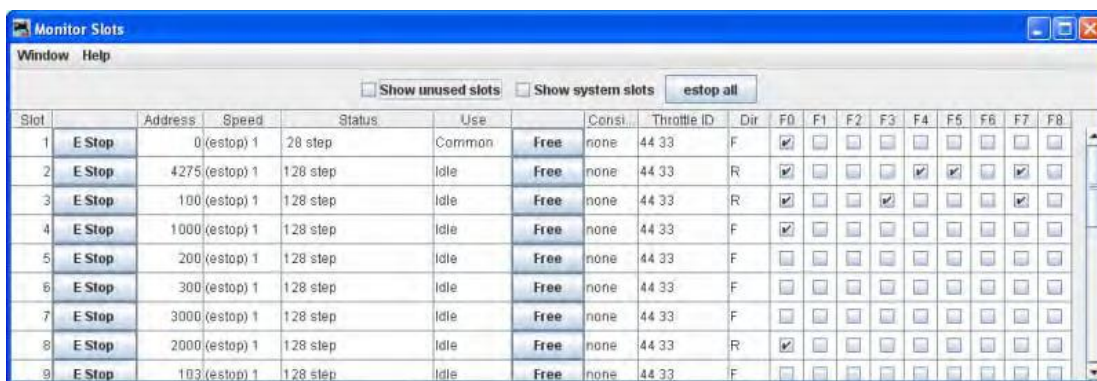 Monitor Slots
Window Help
Show unused slots Show system slots estop all
Slot Address Speed Status Use Consi... Throttle ID Dir F0 F1 F2 F3 F4 F5 F6 F7 F8
1 E Stop 0 (estop) 1 28 step Common Free none 44 33 F
2 E Stop 4275 (estop) 1 128 step Idle Free none 44 33 R
3 E Stop 100 (estop) 1 128 step Idle Free none 44 33 R
4 E Stop 1000 (estop) 1 128 step Idle Free none 44 33 F
5 E Stop 200 (estop) 1 128 step Idle Free none 44 33 F
6 E Stop 300 (estop) 1 128 step Idle Free none 44 33 F
7 E Stop 3000 (estop) 1 128 step Idle Free none 44 33 F
8 E Stop 2000 (estop) 1 128 step Idle Free none 44 33 R
9 E Stop 103 (estop) 1 128 step Idle Free none 44 33 F